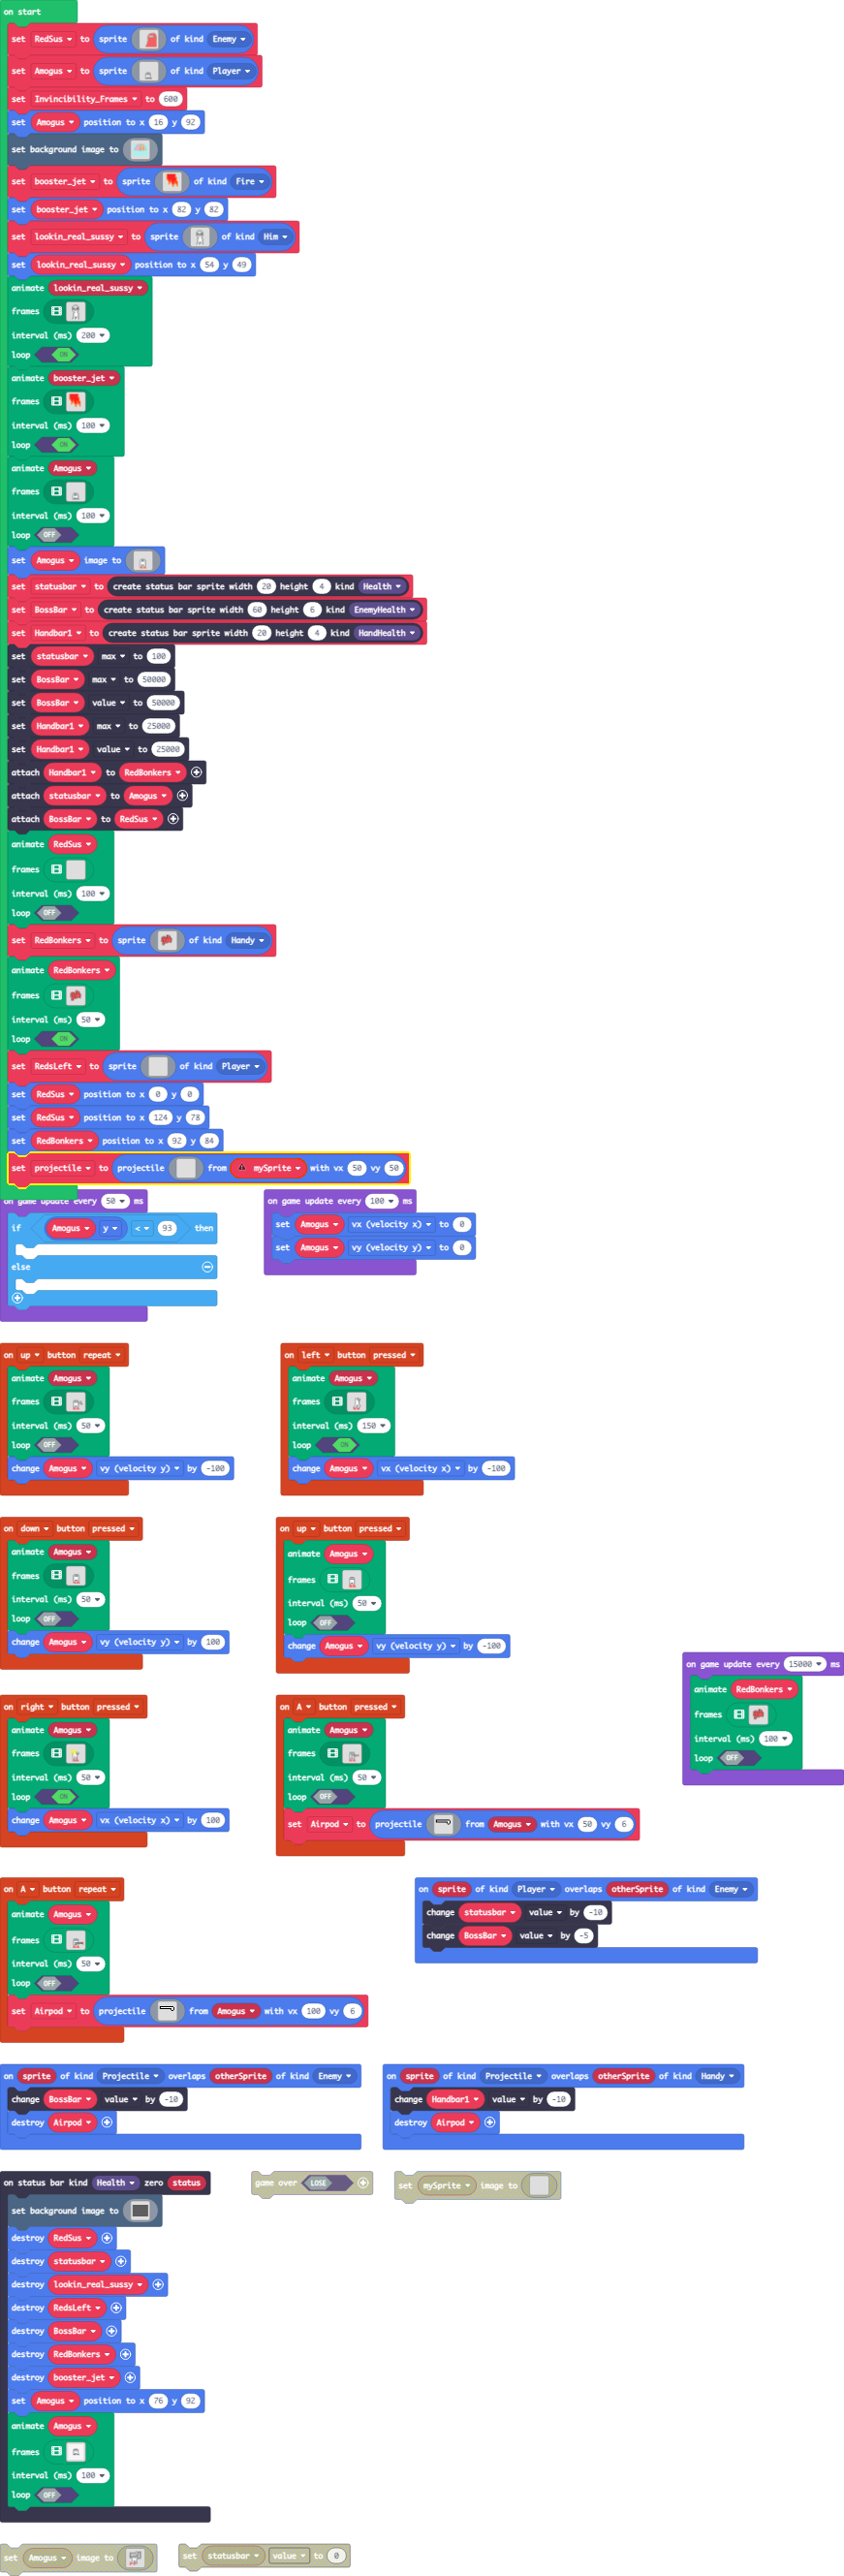 on start
set RedSus to sprite of kind Enemy
set Amogus to sprite of kind Player
set Invincibility_Frames to 600
set Amogus position to x 16 y 92
set background image to
set booster_jet to sprite of kind Fire
set booster_jet position to x 82 y 82
set lookin_real_sussy to sprite of kind Him
set lookin_real_sussy position to x 54 y 49
animate lookin_real_sussy
frames
interval (ms) 200
loop ON
animate booster_jet
frames
interval (ms) 100
loop ON
animate Amogus
frames
interval (ms) 100
loop OFF
set Amogus image to
set statusbar to create status bar sprite width 20 height 4 kind Health
set BossBar to create status bar sprite width 60 height 6 kind EnemyHealth
set Handbar1 to create status bar sprite width 20 height 4 kind HandHealth
set statusbar max to 100
set BossBar max to 50000
set BossBar value to 50000
set Handbar1 max to 25000
set Handbar1 value to 25000
attach Handbar1 to RedBonkers
attach statusbar to Amogus
attach BossBar to RedSus
animate RedSus
frames
interval (ms) 100
loop OFF
set RedBonkers to sprite of kind Handy
animate RedBonkers
frames
interval (ms) 50
loop ON
set RedsLeft to sprite of kind Player
set RedSus position to x 0 y 0
set RedSus position to x 124 y 78
set RedBonkers position to x 92 y 84
set projectile to projectile from mySprite with vx 50 vy 50
on game update every 50 ms
if Amogus y < 93 then
else
on game update every 100 ms
set Amogus vx (velocity x) to 0
set Amogus vy (velocity y) to 0
on up button repeat
animate Amogus
frames
interval (ms) 50
loop OFF
change Amogus vy (velocity y) by -100
on left button pressed
animate Amogus
frames
interval (ms) 150
loop ON
change Amogus vx (velocity x) by -100
on down button pressed
animate Amogus
frames
interval (ms) 50
loop OFF
change Amogus vy (velocity y) by 100
on up button pressed
animate Amogus
frames
interval (ms) 50
loop OFF
change Amogus vy (velocity y) by -100
on game update every 15000 ms
animate RedBonkers
frames
interval (ms) 100
loop OFF
on right button pressed
animate Amogus
frames
interval (ms) 50
loop ON
change Amogus vx (velocity x) by 100
on A button pressed
animate Amogus
frames
interval (ms) 50
loop OFF
set Airpod to projectile from Amogus with vx 50 vy 6
on A button repeat
animate Amogus
frames
interval (ms) 50
loop OFF
set Airpod to projectile from Amogus with vx 100 vy 6
on sprite of kind Player overlaps otherSprite of kind Enemy
change statusbar value by -10
change BossBar value by -5
on sprite of kind Projectile overlaps otherSprite of kind Enemy
change BossBar value by -10
destroy Airpod
on sprite of kind Projectile overlaps otherSprite of kind Handy
change Handbar1 value by -10
destroy Airpod
on status bar kind Health zero status
set background image to
destroy RedSus
destroy statusbar
destroy lookin_real_sussy
destroy RedsLeft
destroy BossBar
destroy RedBonkers
destroy booster_jet
set Amogus position to x 76 y 92
animate Amogus
frames
interval (ms) 100
loop OFF
game over LOSE
set mySprite image to
set Amogus image to
set statusbar value to 0